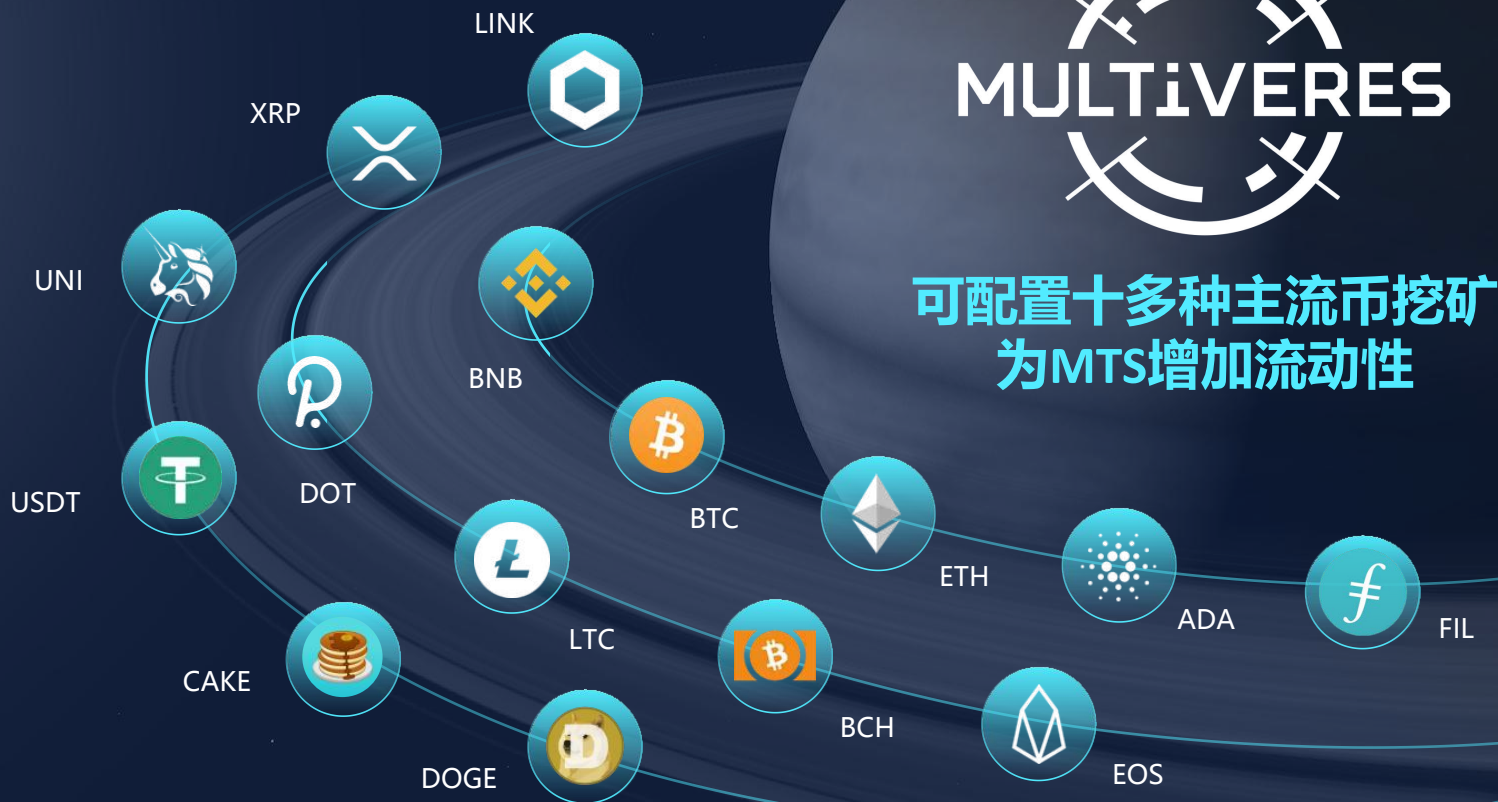 LINK
XRP
MULTiVERES
UNI
可配置十多种主流币挖矿
为MTS增加流动性
BNB
USDT
DOT
BTC
ETH
ADA
FIL
LTC
CAKE
BCH
DOGE
EOS